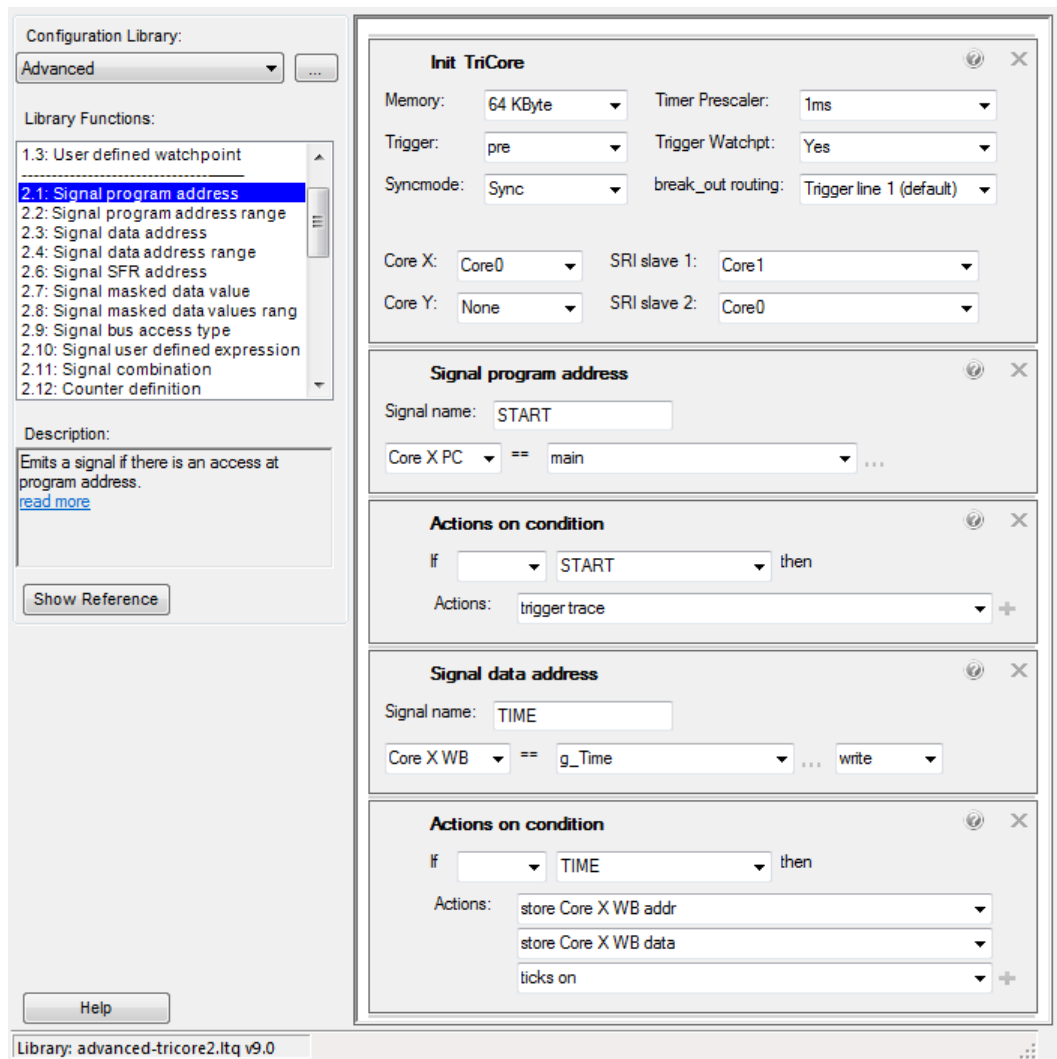 Configuration Library:
Advanced
...
Library Functions:
1.3: User defined watchpoint
--------------------------------
2.1: Signal program address
2.2: Signal program address range
2.3: Signal data address
2.4: Signal data address range
2.6: Signal SFR address
2.7: Signal masked data value
2.8: Signal masked data values rang
2.9: Signal bus access type
2.10: Signal user defined expression
2.11: Signal combination
2.12: Counter definition
Description:
Emits a signal if there is an access at
program address.
read more
Show Reference
Help
Library: advanced-tricore2.ltq v9.0
Init TriCore
Memory: 64 KByte Timer Prescaler: 1ms
Trigger: pre Trigger Watchpt: Yes
Syncmode: Sync break_out routing: Trigger line 1 (default)
Core X: Core0 SRI slave 1: Core1
Core Y: None SRI slave 2: Core0
Signal program address
Signal name: START
Core X PC == main ...
Actions on condition
If START then
Actions: trigger trace
Signal data address
Signal name: TIME
Core X WB == g_Time ... write
Actions on condition
If TIME then
Actions: store Core X WB addr
store Core X WB data
ticks on